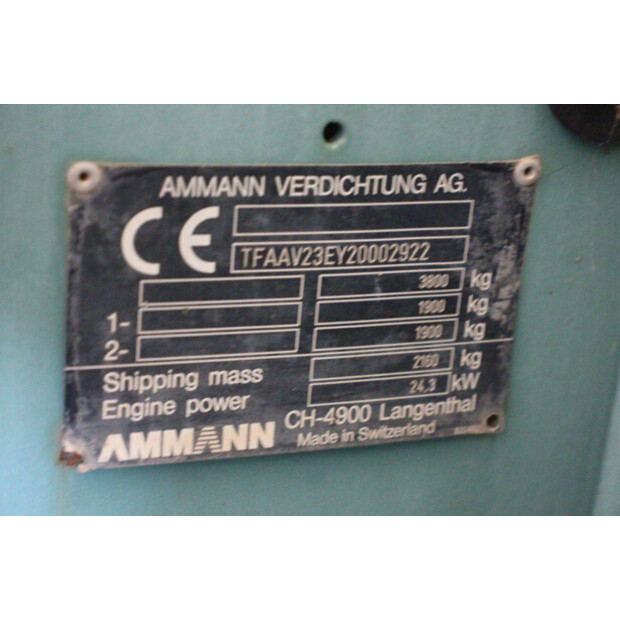 AMMANN VERDICHTUNG AG.
CE
TFAAV23EY20002922
3800 kg
1- 1900 kg
2- 1900 kg
Shipping mass 2160 kg
Engine power 24.3 kW
AMMANN CH-4900 Langenthal
Made in Switzerland